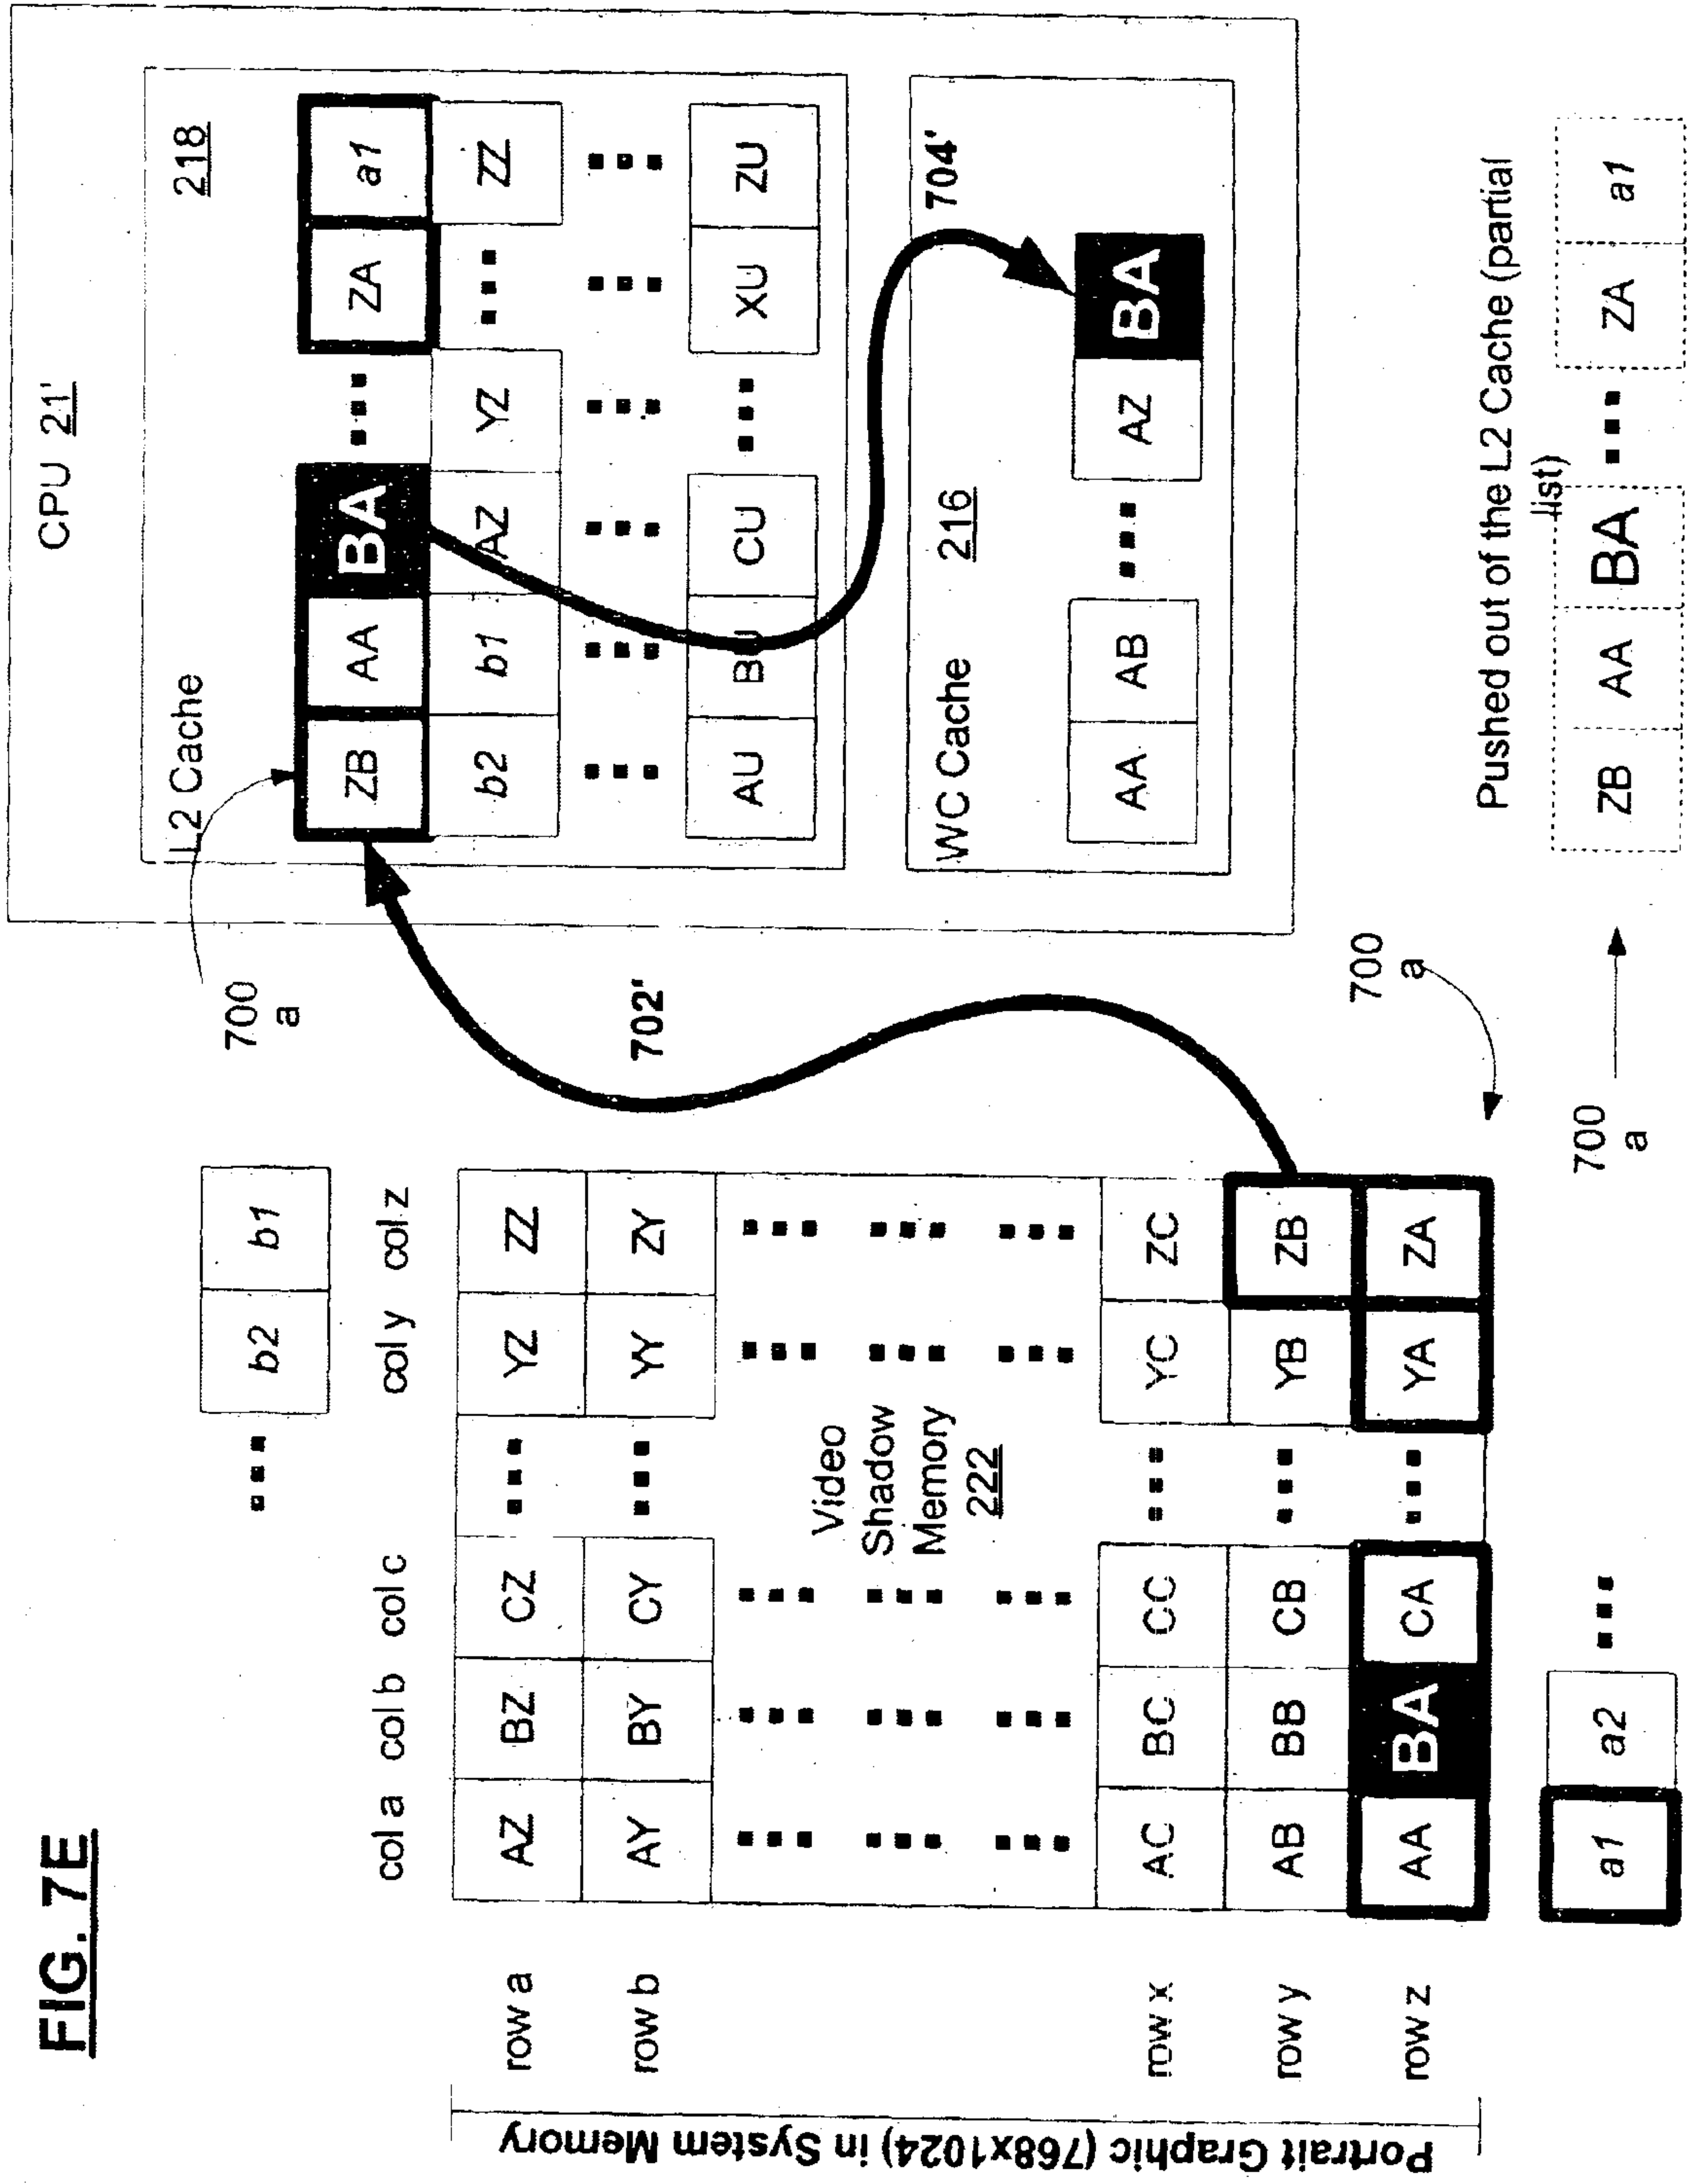 FIG. 7E
CPU 21'
L2 Cache 218
ZB AA BA a1 ZA
b2 b1 AZ YZ ZZ
AU BU CU XU ZU
WC Cache 216
AA AB AZ BA
704'
702'
700
a
b2 b1
col a col b col c col y col z
row a AZ BZ CZ YZ ZZ
row b AY BY CY YY ZY
Video
Shadow
Memory
222
row x AC BC CC YC ZC
row y AB BB CB YB ZB
row z AA BA CA YA ZA
a1 a2
Portrait Graphic (768x1024) in System Memory
700
a
700
a
Pushed out of the L2 Cache (partial
list)
ZB AA BA ZA a1